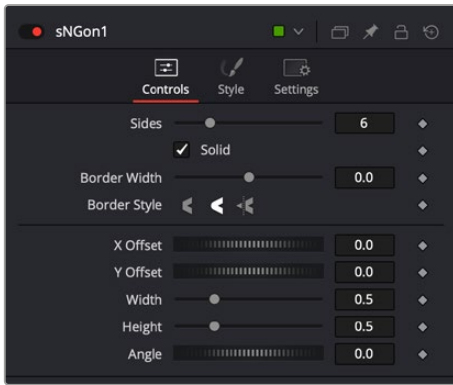 sNGon1
Controls Style Settings
Sides 6
Solid
Border Width 0.0
Border Style
X Offset 0.0
Y Offset 0.0
Width 0.5
Height 0.5
Angle 0.0